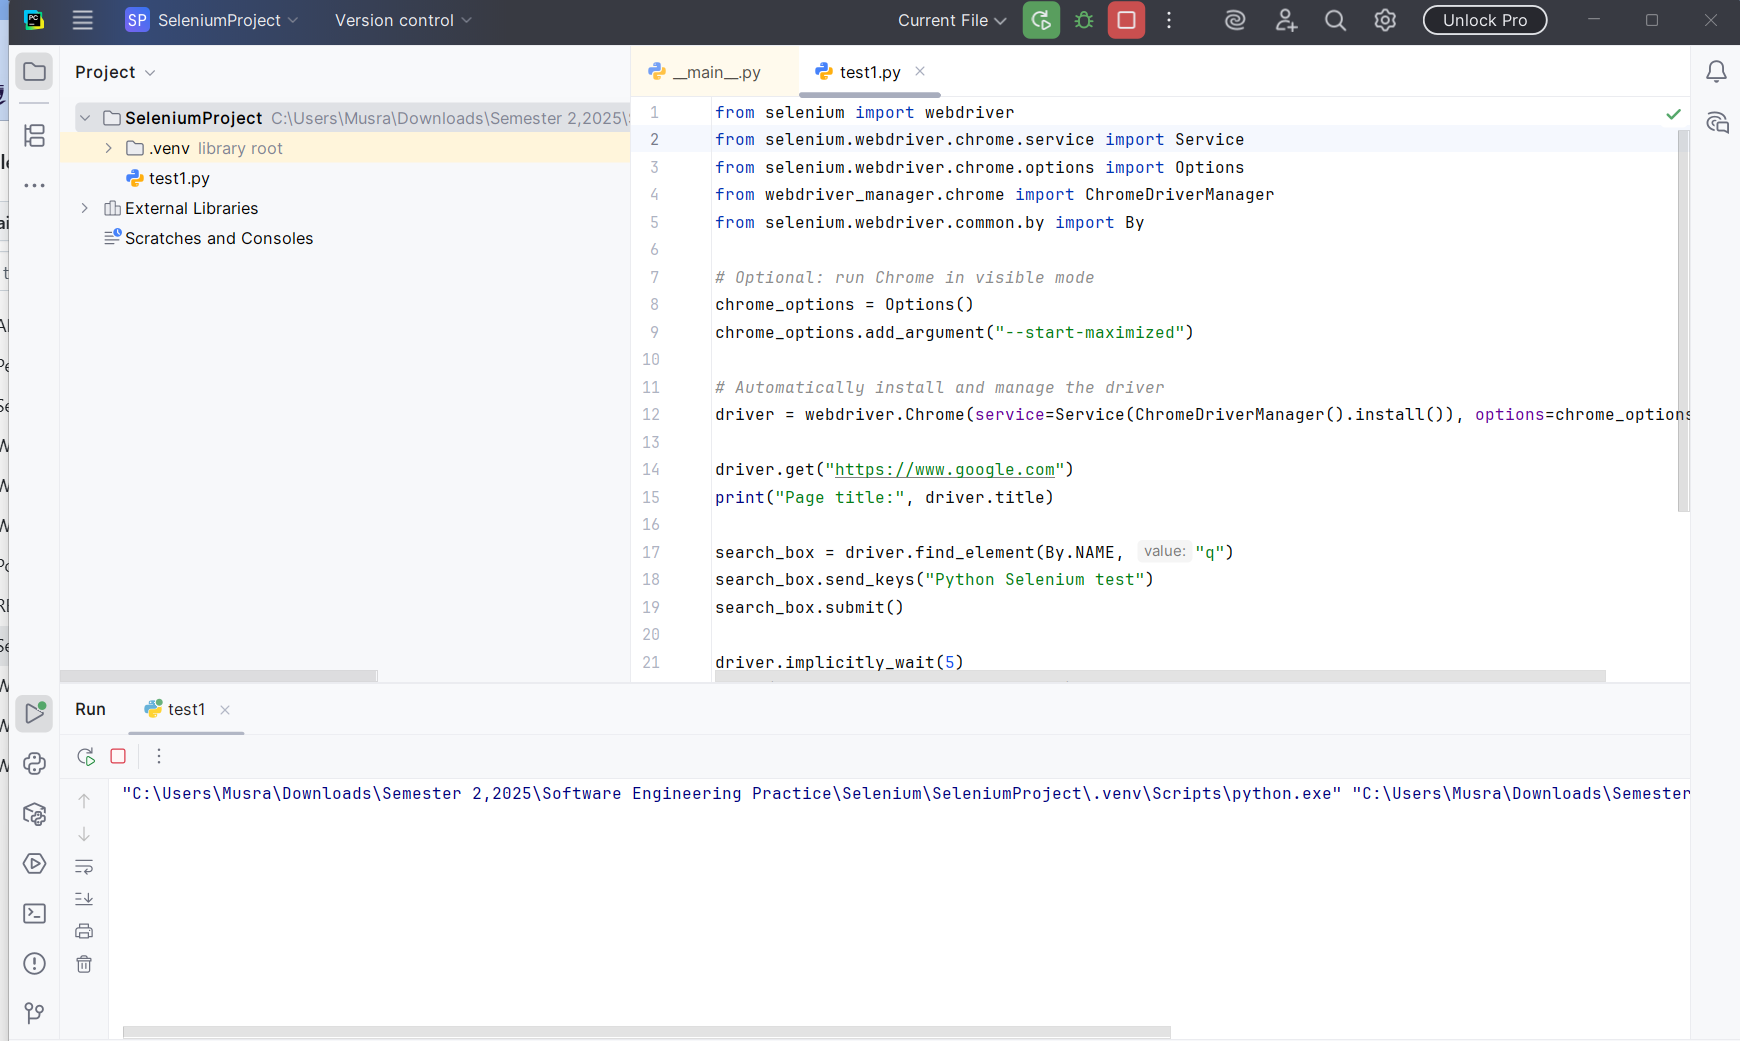 PC
SP SeleniumProject Version control Current File Unlock Pro
Project
SeleniumProject C:\Users\Musra\Downloads\Semester 2,2025\
.venv library root
test1.py
External Libraries
Scratches and Consoles
__main__.py test1.py
1 from selenium import webdriver
2 from selenium.webdriver.chrome.service import Service
3 from selenium.webdriver.chrome.options import Options
4 from webdriver_manager.chrome import ChromeDriverManager
5 from selenium.webdriver.common.by import By
6
7 # Optional: run Chrome in visible mode
8 chrome_options = Options()
9 chrome_options.add_argument("--start-maximized")
10
11 # Automatically install and manage the driver
12 driver = webdriver.Chrome(service=Service(ChromeDriverManager().install()), options=chrome_options
13
14 driver.get("https://www.google.com")
15 print("Page title:", driver.title)
16
17 search_box = driver.find_element(By.NAME, value: "q")
18 search_box.send_keys("Python Selenium test")
19 search_box.submit()
20
21 driver.implicitly_wait(5)
Run test1
"C:\Users\Musra\Downloads\Semester 2,2025\Software Engineering Practice\Selenium\SeleniumProject\.venv\Scripts\python.exe" "C:\Users\Musra\Downloads\Semester